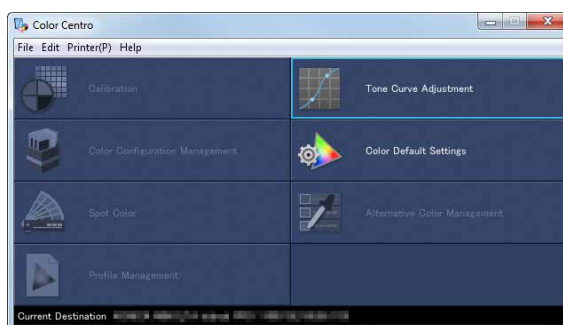 Color Centro
File Edit Printer(P) Help
Calibration
Tone Curve Adjustment
Color Configuration Management
Color Default Settings
Spot Color
Alternative Color Management
Profile Management
Current Destination